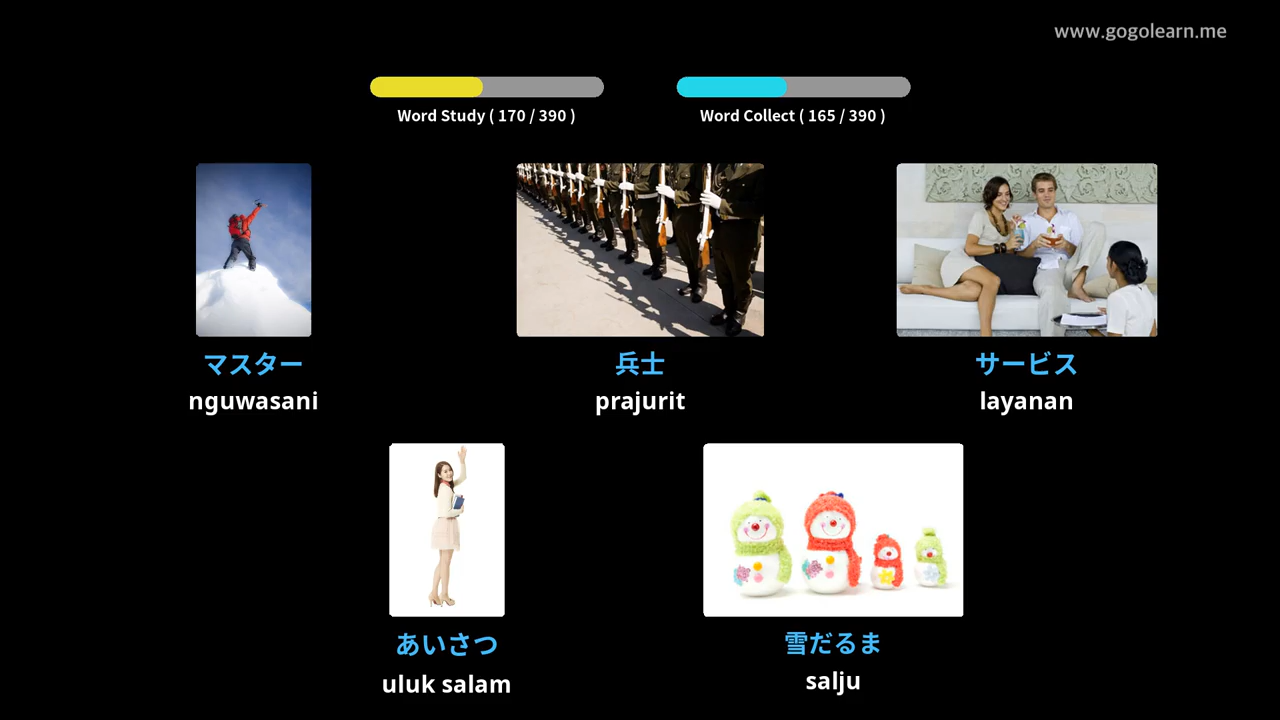 www.gogolearn.me
Word Study ( 170 / 390 )
Word Collect ( 165 / 390 )
マスター
nguwasani
兵士
prajurit
サービス
layanan
あいさつ
uluk salam
雪だるま
salju